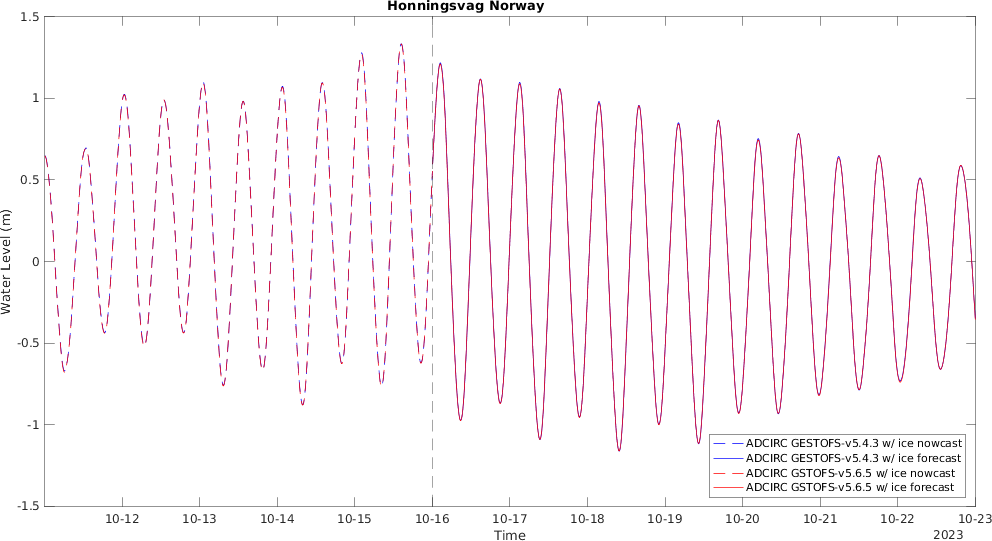 Honningsvag Norway
1.5
1
0.5
0
-0.5
-1
-1.5
Water Level (m)
10-12
10-13
10-14
10-15
10-16
10-17
10-18
10-19
10-20
10-21
10-22
10-23
Time
2023
ADCIRC GESTOFS-v5.4.3 w/ ice nowcast
ADCIRC GESTOFS-v5.4.3 w/ ice forecast
ADCIRC GSTOFS-v5.6.5 w/ ice nowcast
ADCIRC GSTOFS-v5.6.5 w/ ice forecast